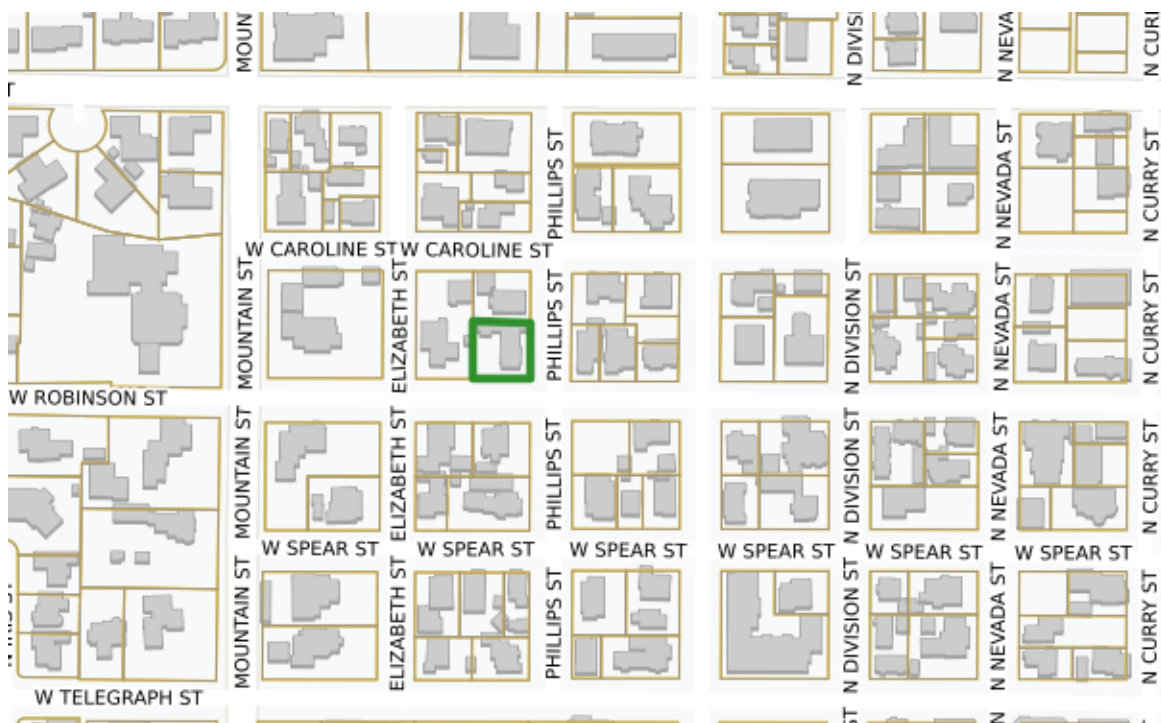 MOUN
N DIVISI
N NEVA
N CURI
T
PHILLIPS ST
N NEVADA ST
N CURRY ST
W CAROLINE ST
W CAROLINE ST
MOUNTAIN ST
ELIZABETH ST
PHILLIPS ST
N DIVISION ST
N NEVADA ST
N CURRY ST
W ROBINSON ST
MOUNTAIN ST
ELIZABETH ST
PHILLIPS ST
N DIVISION ST
N NEVADA ST
N CURRY ST
W SPEAR ST
W SPEAR ST
W SPEAR ST
W SPEAR ST
W SPEAR ST
W SPEAR ST
MOUNTAIN ST
ELIZABETH ST
PHILLIPS ST
N DIVISION ST
N NEVADA ST
N CURRY ST
W TELEGRAPH ST